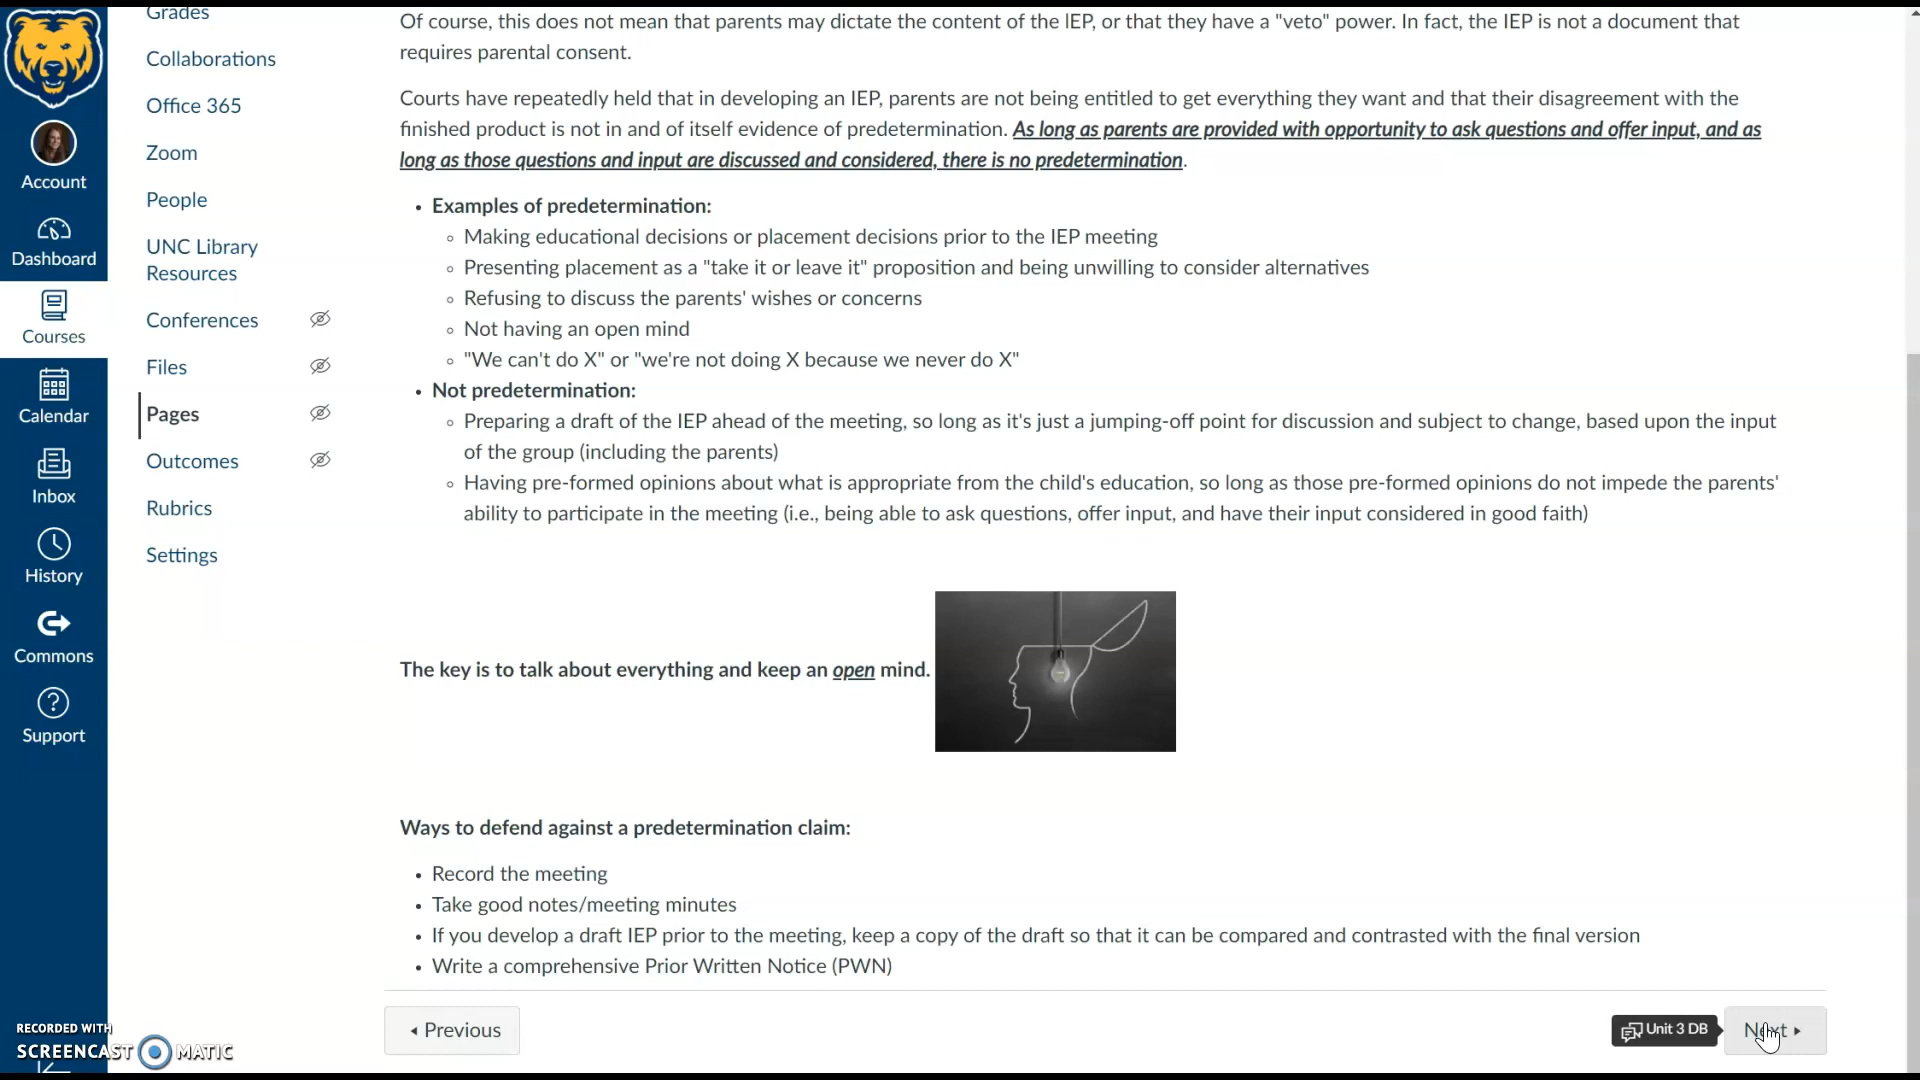 Grades
Collaborations
Office 365
Zoom
People
UNC Library
Resources
Conferences
Files
Pages
Outcomes
Rubrics
Settings
Account
Dashboard
Courses
Calendar
Inbox
History
Commons
Support
Of course, this does not mean that parents may dictate the content of the IEP, or that they have a "veto" power. In fact, the IEP is not a document that
requires parental consent.
Courts have repeatedly held that in developing an IEP, parents are not being entitled to get everything they want and that their disagreement with the
finished product is not in and of itself evidence of predetermination. As long as parents are provided with opportunity to ask questions and offer input, and as
long as those questions and input are discussed and considered, there is no predetermination.
• Examples of predetermination:
◦ Making educational decisions or placement decisions prior to the IEP meeting
◦ Presenting placement as a "take it or leave it" proposition and being unwilling to consider alternatives
◦ Refusing to discuss the parents' wishes or concerns
◦ Not having an open mind
◦ "We can't do X" or "we're not doing X because we never do X"
• Not predetermination:
◦ Preparing a draft of the IEP ahead of the meeting, so long as it's just a jumping-off point for discussion and subject to change, based upon the input
of the group (including the parents)
◦ Having pre-formed opinions about what is appropriate from the child's education, so long as those pre-formed opinions do not impede the parents'
ability to participate in the meeting (i.e., being able to ask questions, offer input, and have their input considered in good faith)
The key is to talk about everything and keep an open mind.
Ways to defend against a predetermination claim:
• Record the meeting
• Take good notes/meeting minutes
• If you develop a draft IEP prior to the meeting, keep a copy of the draft so that it can be compared and contrasted with the final version
• Write a comprehensive Prior Written Notice (PWN)
Previous
Unit 3 DB
Next
RECORDED WITH
SCREENCAST MATIC